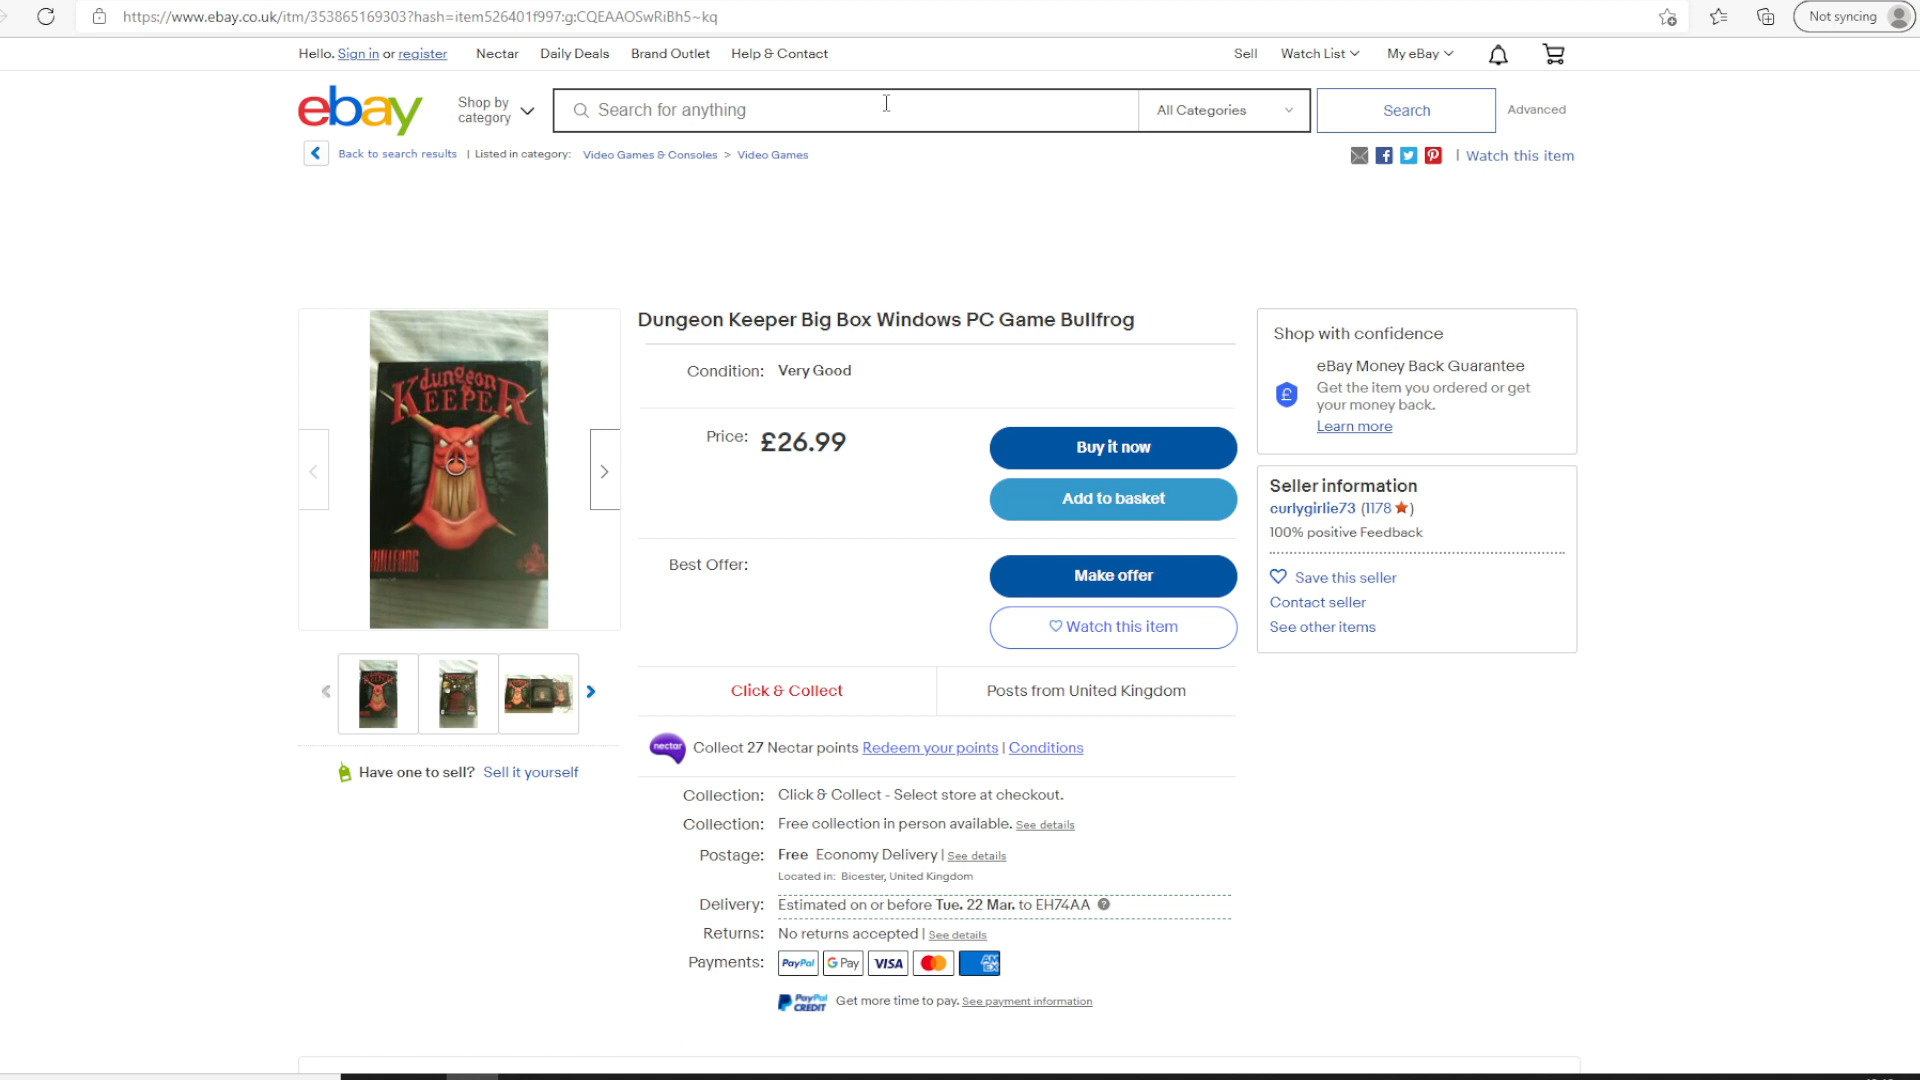 https://www.ebay.co.uk/itm/353865169303?hash=item526401f997:g:CQEAAOSwRiBh5~kq
Not syncing
Hello. Sign in or register
Nectar
Daily Deals
Brand Outlet
Help & Contact
Sell
Watch List
My eBay
ebay
Shop by
category
Search for anything
All Categories
Search
Advanced
Back to search results | Listed in category: Video Games & Consoles > Video Games
| Watch this item
dungeon
KEEPER
BULLFROG
Dungeon Keeper Big Box Windows PC Game Bullfrog
Condition: Very Good
Price: £26.99
Buy it now
Add to basket
Best Offer:
Make offer
Watch this item
Click & Collect
Posts from United Kingdom
nectar Collect 27 Nectar points Redeem your points | Conditions
Have one to sell? Sell it yourself
Collection: Click & Collect - Select store at checkout.
Collection: Free collection in person available. See details
Postage: Free Economy Delivery | See details
Located in: Bicester, United Kingdom
Delivery: Estimated on or before Tue. 22 Mar. to EH74AA
Returns: No returns accepted | See details
Payments: PayPal G Pay VISA AMEX
PayPal CREDIT Get more time to pay. See payment information
Shop with confidence
eBay Money Back Guarantee
Get the item you ordered or get
your money back.
Learn more
Seller information
curlygirlie73 (1178)
100% positive Feedback
Save this seller
Contact seller
See other items